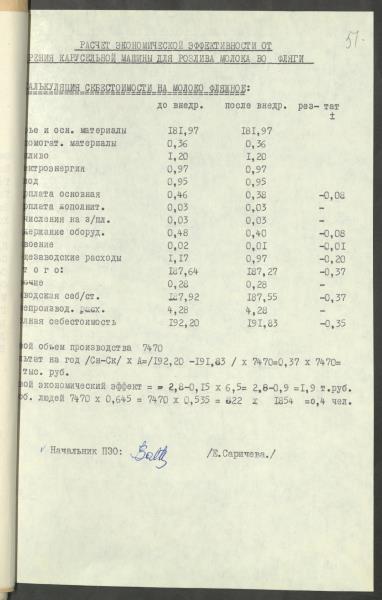 51.
РАСЧЕТ ЭКОНОМИЧЕСКОЙ ЭФФЕКТИВНОСТИ ОТ
РЕНИЯ КАРУСЕЛЬНОЙ МАШИНЫ ДЛЯ РОЗЛИВА МОЛОКА ВО ФЛЯГИ
АЛЬКУЛЯЦИЯ СЕБЕСТОИМОСТИ НА МОЛОКО ФЛЯЖНОЕ:
до внедр. после внедр. рез- тат
±
рье и осн. материалы 181,97 181,97
помогат. материалы 0,36 0,36
пливо 1,20 1,20
ектроэнергия 0,97 0,97
од 0,95 0,95
рплата основная 0,46 0,38 -0,08
рплата дополнит. 0,03 0,03 -
числения на з/пл. 0,03 0,03 -
держание оборуд. 0,48 0,40 -0,08
воение 0,02 0,01 -0,01
щезаводские расходы 1,17 0,97 -0,20
т о г о: 187,64 187,27 -0,37
очие 0,28 0,28 -
водская себ/ст. 187,92 187,55 -0,37
епроизвод. расх. 4,28 4,28 -
лная себестоимость 192,20 191,83 -0,35
вой объем производства 7470
льтат на год /Сн-Ск/ х А=/192,20 -191,83 / х 7470=0,37 х 7470=
тыс. руб.
вой экономический эффект = - 2,8-0,15 х 6,5= 2,8-0,9 =1,9 т.руб.
об. людей 7470 х 0,645 = 7470 х 0,535 = 822 х 1854 =0,4 чел.
Начальник ПЭО: /Е.Саричева./